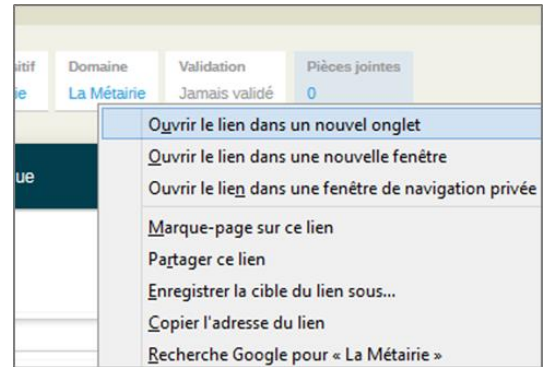 sitif Domaine Validation Pièces jointes
ie La Métairie Jamais validé 0
ue
Ouvrir le lien dans un nouvel onglet
Ouvrir le lien dans une nouvelle fenêtre
Ouvrir le lien dans une fenêtre de navigation privée
Marque-page sur ce lien
Partager ce lien
Enregistrer la cible du lien sous...
Copier l'adresse du lien
Recherche Google pour « La Métairie »